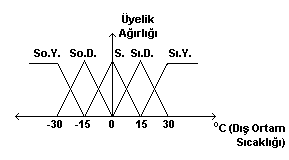 Üyelik
Ağırlığı
So.Y. So.D. S. Sı.D. Sı.Y.
-30 -15 0 15 30
°C (Dış Ortam
Sıcaklığı)